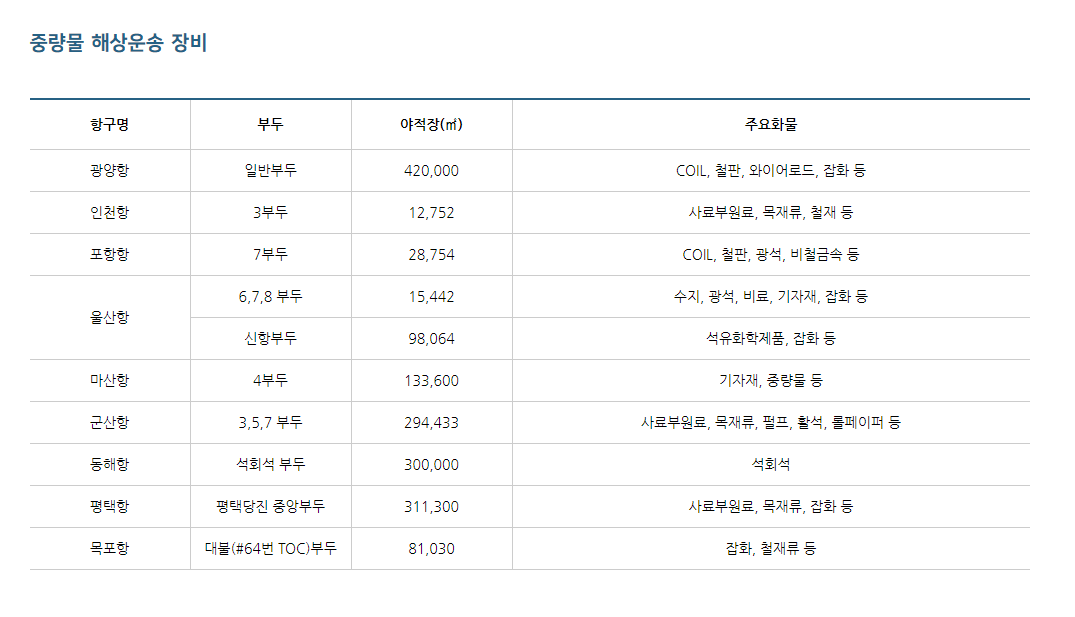 중량물 해상운송 장비
항구명 부두 야적장(㎡) 주요화물
광양항 일반부두 420,000 COIL, 철판, 와이어로드, 잡화 등
인천항 3부두 12,752 사료부원료, 목재류, 철재 등
포항항 7부두 28,754 COIL, 철판, 광석, 비철금속 등
울산항 6,7,8 부두 15,442 수지, 광석, 비료, 기자재, 잡화 등
신항부두 98,064 석유화학제품, 잡화 등
마산항 4부두 133,600 기자재, 중량물 등
군산항 3,5,7 부두 294,433 사료부원료, 목재류, 펄프, 활석, 롤페이퍼 등
동해항 석회석 부두 300,000 석회석
평택항 평택당진 중앙부두 311,300 사료부원료, 목재류, 잡화 등
목포항 대불(#64번 TOC)부두 81,030 잡화, 철재류 등